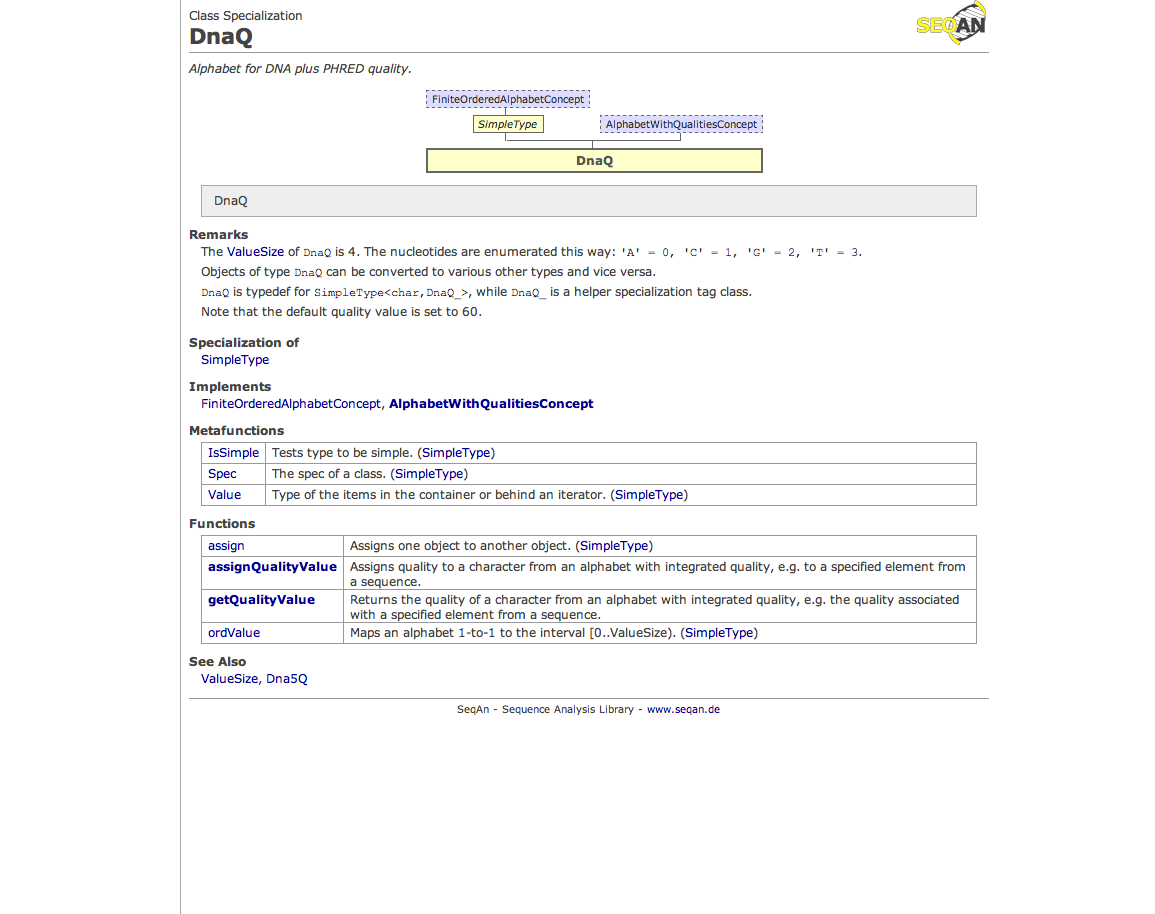 Class Specialization
DnaQ
SEQAN
Alphabet for DNA plus PHRED quality.
FiniteOrderedAlphabetConcept
SimpleType
AlphabetWithQualitiesConcept
DnaQ
DnaQ
Remarks
The ValueSize of DnaQ is 4. The nucleotides are enumerated this way: 'A' = 0, 'C' = 1, 'G' = 2, 'T' = 3.
Objects of type DnaQ can be converted to various other types and vice versa.
DnaQ is typedef for SimpleType<char,DnaQ_>, while DnaQ_ is a helper specialization tag class.
Note that the default quality value is set to 60.
Specialization of
SimpleType
Implements
FiniteOrderedAlphabetConcept, AlphabetWithQualitiesConcept
Metafunctions
IsSimple Tests type to be simple. (SimpleType)
Spec The spec of a class. (SimpleType)
Value Type of the items in the container or behind an iterator. (SimpleType)
Functions
assign Assigns one object to another object. (SimpleType)
assignQualityValue Assigns quality to a character from an alphabet with integrated quality, e.g. to a specified element from
a sequence.
getQualityValue Returns the quality of a character from an alphabet with integrated quality, e.g. the quality associated
with a specified element from a sequence.
ordValue Maps an alphabet 1-to-1 to the interval [0..ValueSize). (SimpleType)
See Also
ValueSize, Dna5Q
SeqAn - Sequence Analysis Library - www.seqan.de